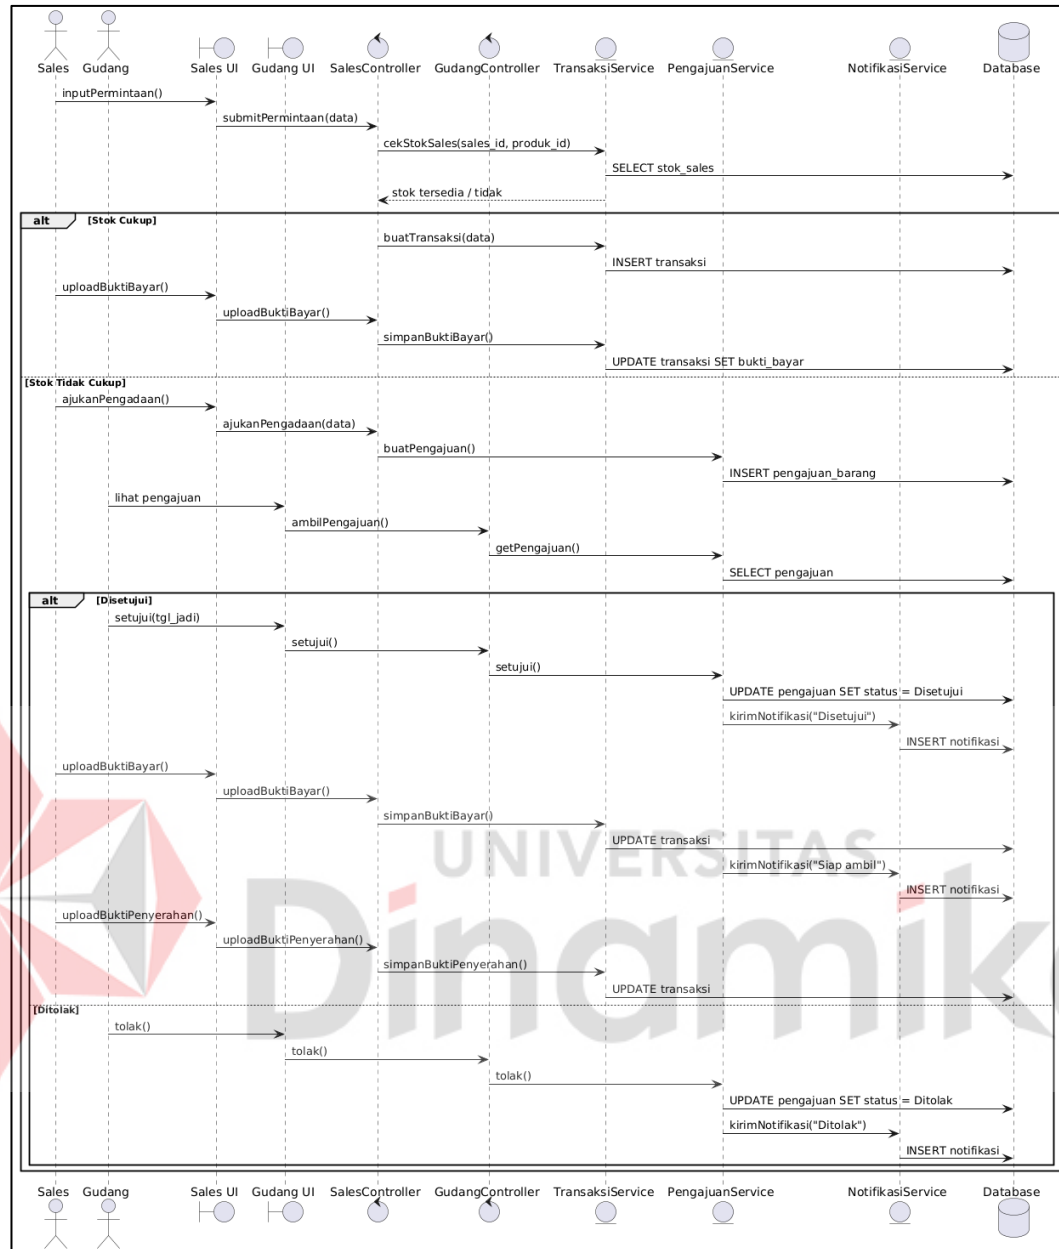 Sales Gudang Sales UI Gudang UI SalesController GudangController TransaksiService PengajuanService NotifikasiService Database
inputPermintaan()
submitPermintaan(data)
cekStokSales(sales_id, produk_id)
SELECT stok_sales
stok tersedia / tidak
alt [Stok Cukup]
buatTransaksi(data)
INSERT transaksi
uploadBuktiBayar()
uploadBuktiBayar()
simpanBuktiBayar()
UPDATE transaksi SET bukti_bayar
[Stok Tidak Cukup]
ajukanPengadaan()
ajukanPengadaan(data)
buatPengajuan()
INSERT pengajuan_barang
lihat pengajuan
ambilPengajuan()
getPengajuan()
SELECT pengajuan
alt [Disetujui]
setujui(tgl_jadi)
setujui()
setujui()
UPDATE pengajuan SET status = Disetujui
kirimNotifikasi("Disetujui")
INSERT notifikasi
uploadBuktiBayar()
uploadBuktiBayar()
simpanBuktiBayar()
UPDATE transaksi
kirimNotifikasi("Siap ambil")
INSERT notifikasi
uploadBuktiPenyerahan()
uploadBuktiPenyerahan()
simpanBuktiPenyerahan()
UPDATE transaksi
[Ditolak]
tolak()
tolak()
tolak()
UPDATE pengajuan SET status = Ditolak
kirimNotifikasi("Ditolak")
INSERT notifikasi
Sales Gudang Sales UI Gudang UI SalesController GudangController TransaksiService PengajuanService NotifikasiService Database
UNIVERSITAS
Dinamika